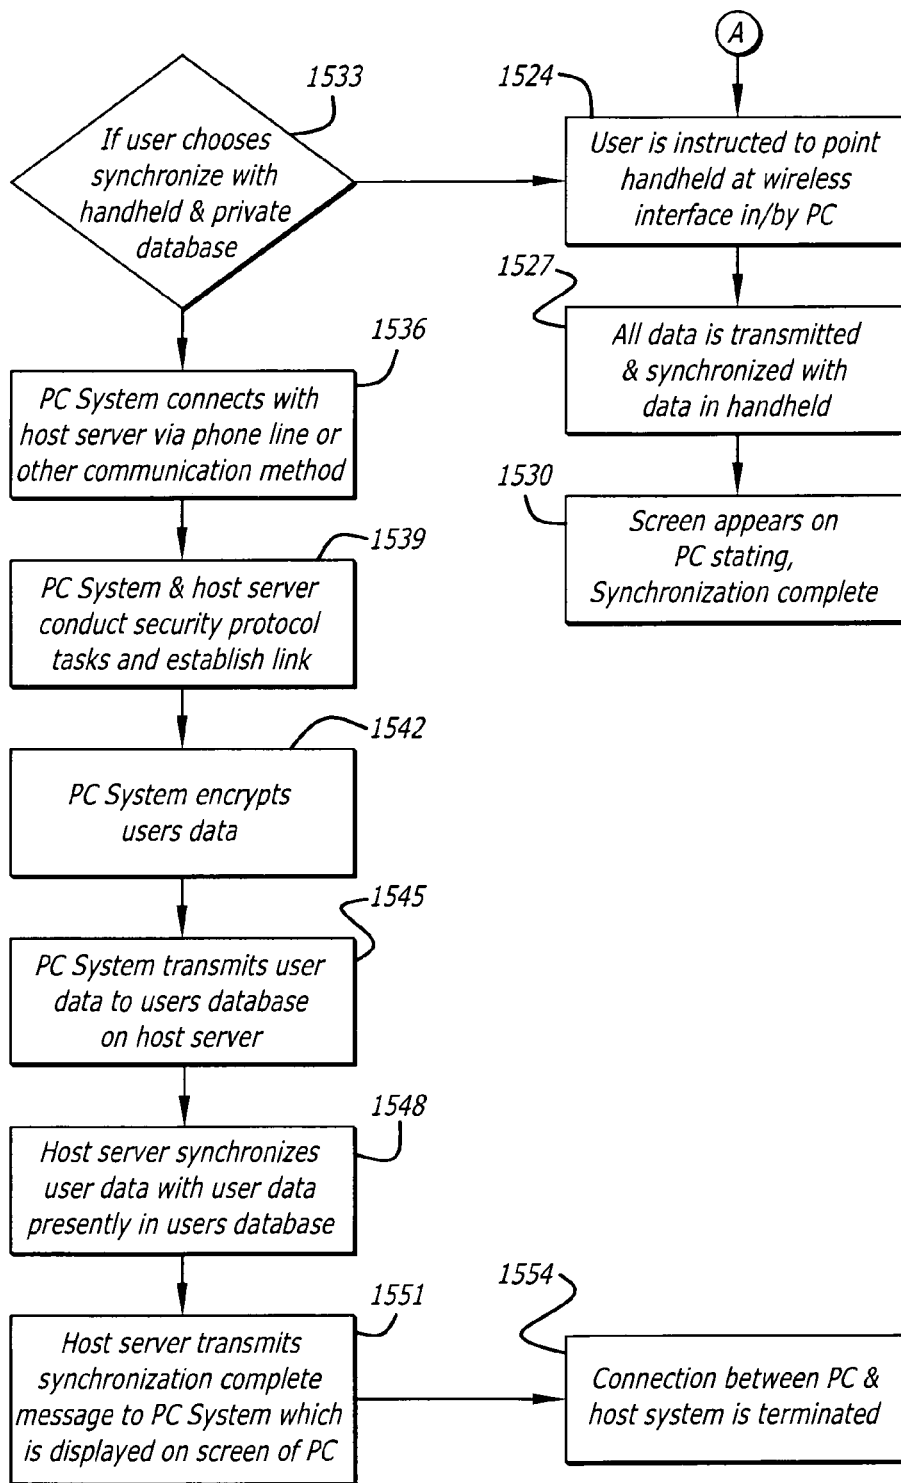 A
1533
If user chooses
synchronize with
handheld & private
database
1524
User is instructed to point
handheld at wireless
interface in/by PC
1527
All data is transmitted
& synchronized with
data in handheld
1530
Screen appears on
PC stating,
Synchronization complete
1536
PC System connects with
host server via phone line or
other communication method
1539
PC System & host server
conduct security protocol
tasks and establish link
1542
PC System encrypts
users data
1545
PC System transmits user
data to users database
on host server
1548
Host server synchronizes
user data with user data
presently in users database
1551
Host server transmits
synchronization complete
message to PC System which
is displayed on screen of PC
1554
Connection between PC &
host system is terminated